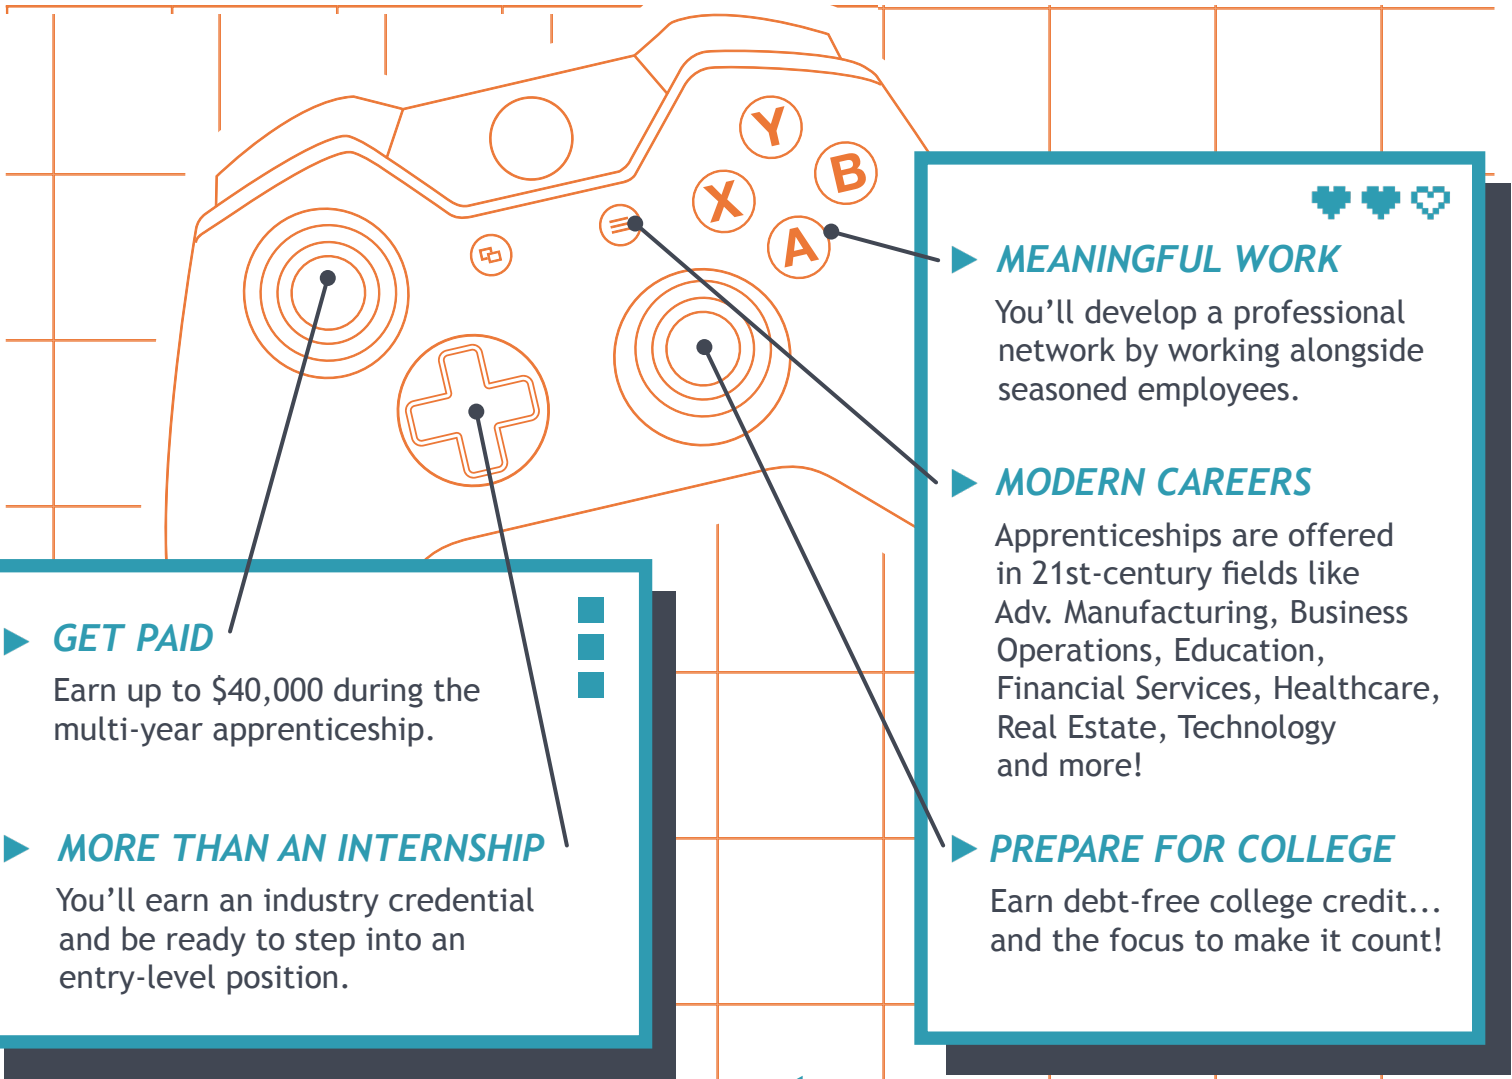 Y
B
X
A
MEANINGFUL WORK
You’ll develop a professional
network by working alongside
seasoned employees.
MODERN CAREERS
Apprenticeships are offered
in 21st-century fields like
Adv. Manufacturing, Business
Operations, Education,
Financial Services, Healthcare,
Real Estate, Technology
and more!
PREPARE FOR COLLEGE
Earn debt-free college credit...
and the focus to make it count!
GET PAID
Earn up to $40,000 during the
multi-year apprenticeship.
MORE THAN AN INTERNSHIP
You’ll earn an industry credential
and be ready to step into an
entry-level position.